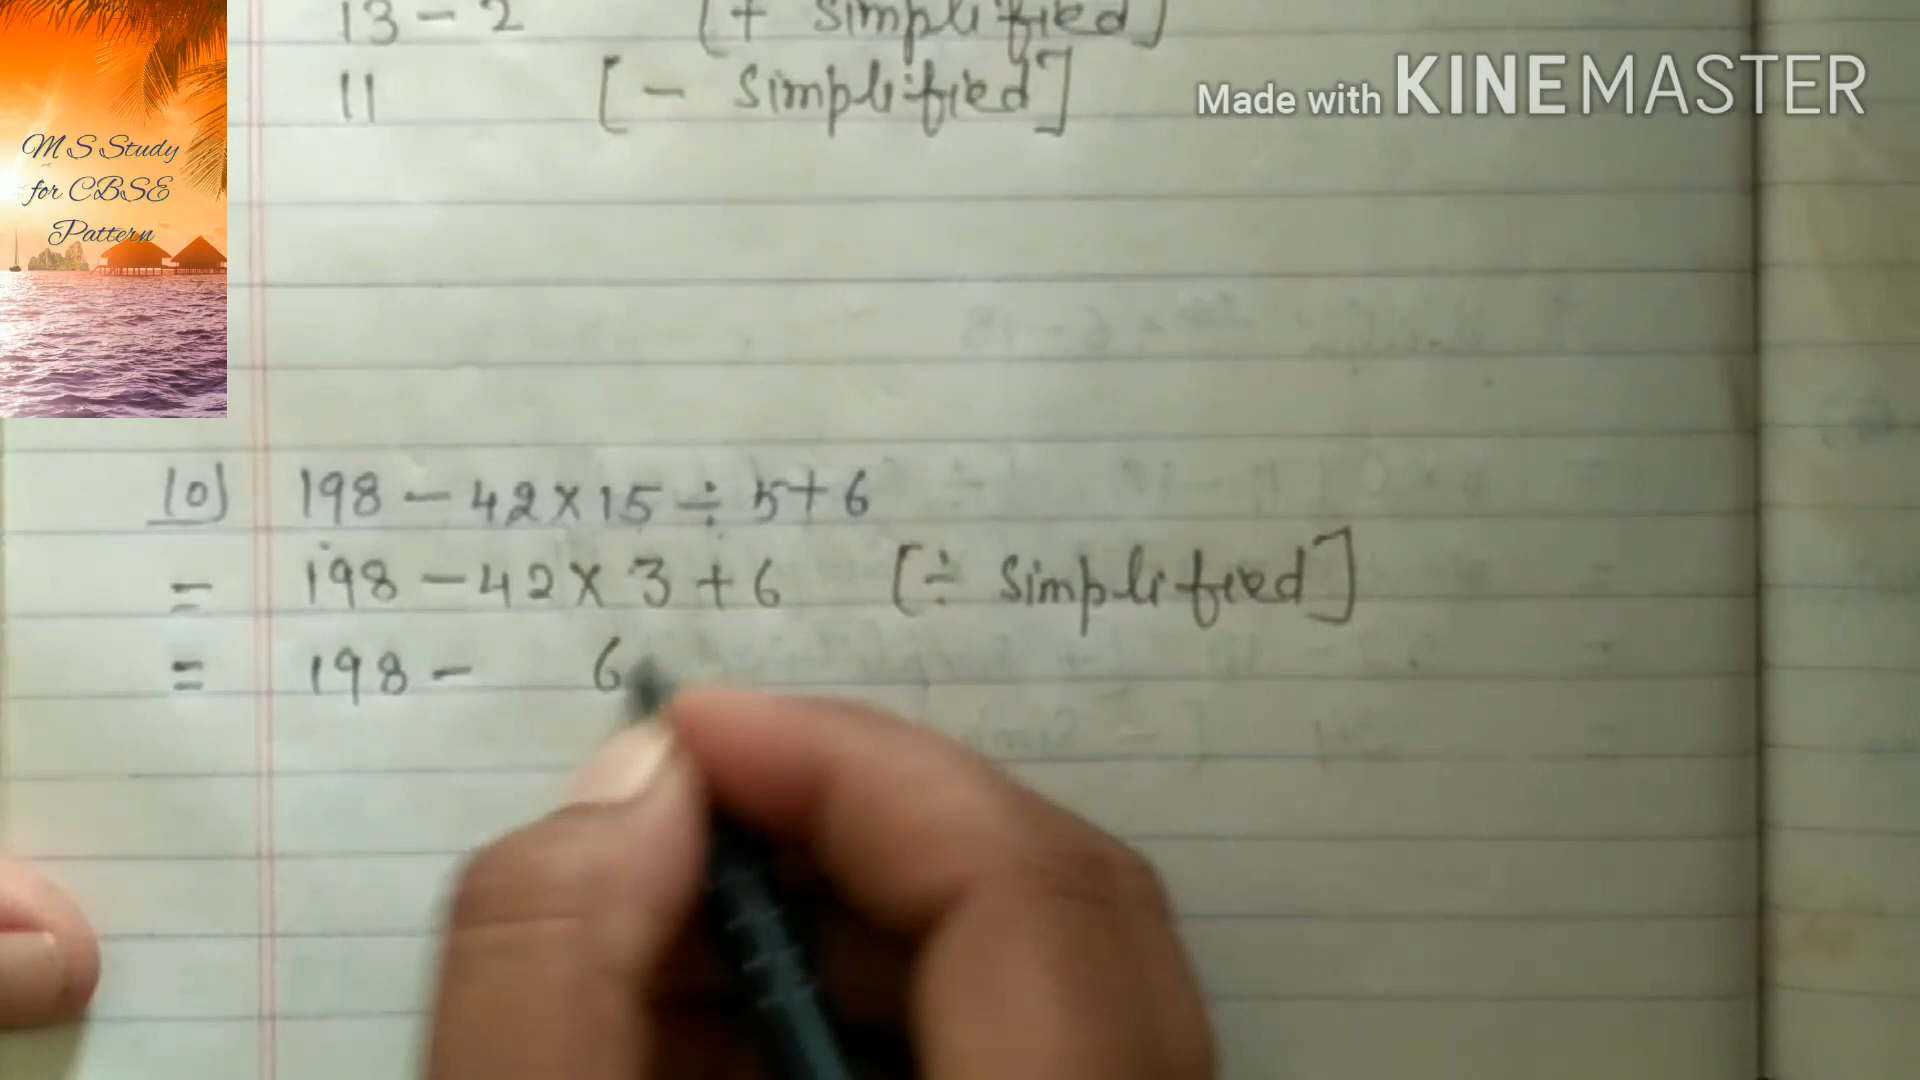 13 - 2 [+ Simplified]
11 [- Simplified]
Made with KINEMASTER
M S Study
for CBSE
Pattern
10) 198 - 42 × 15 ÷ 5 + 6
= 198 - 42 × 3 + 6 [÷ Simplified]
= 198 - 6